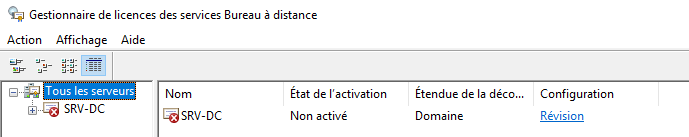 Gestionnaire de licences des services Bureau à distance
Action Affichage Aide
Tous les serveurs
SRV-DC
Nom État de l'activation Étendue de la déco... Configuration
SRV-DC Non activé Domaine Révision